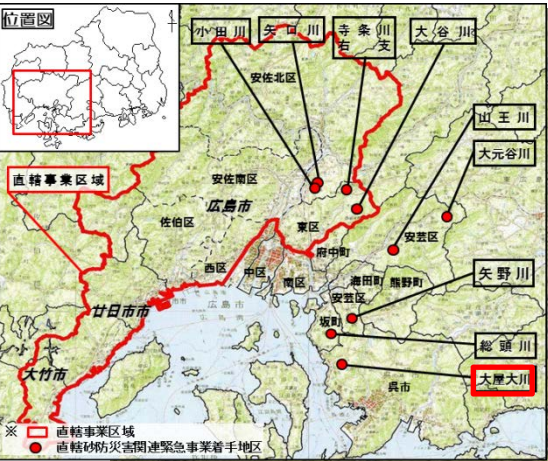 位置図
小田川
矢口川
寺条川
右支
大谷川
安佐北区
山王川
大元谷川
直轄事業区域
安佐南区
広島市
佐伯区
東区
安芸区
府中町
西区
中区
南区
海田町
熊野町
矢野川
広島市
安芸区
廿日市市
坂町
総頭川
大竹市
大屋大川
呉市
※ 直轄事業区域
直轄砂防災害関連緊急事業着手地区